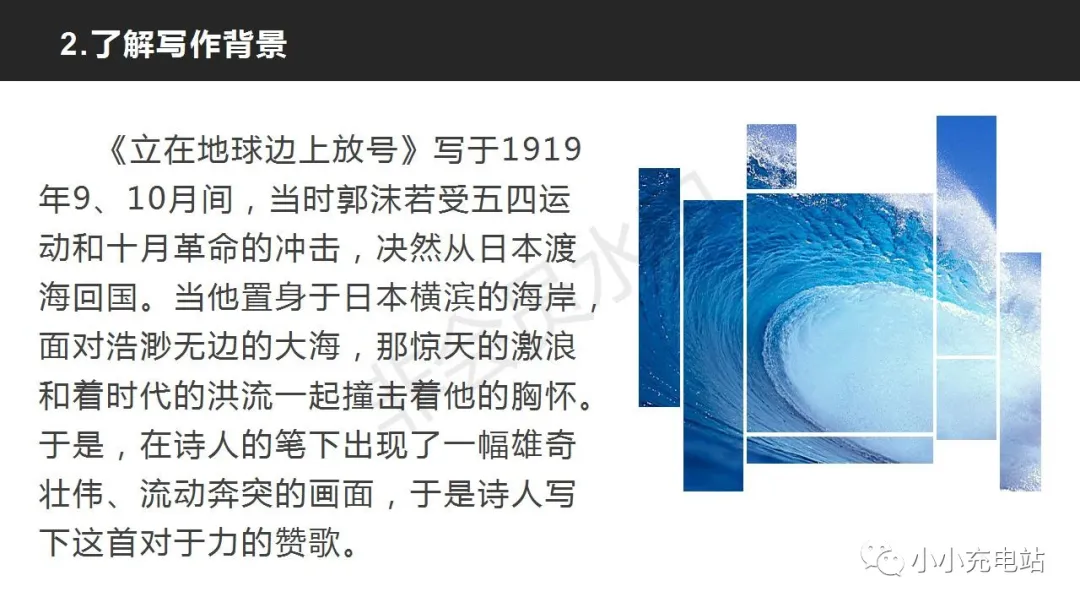 2.了解写作背景
《立在地球边上放号》写于1919
年9、10月间，当时郭沫若受五四运
动和十月革命的冲击，决然从日本渡
海回国。当他置身于日本横滨的海岸，
面对浩渺无边的大海，那惊天的激浪
和着时代的洪流一起撞击着他的胸怀。
于是，在诗人的笔下出现了一幅雄奇
壮伟、流动奔突的画面，于是诗人写
下这首对于力的赞歌。
非会员水印
小小充电站